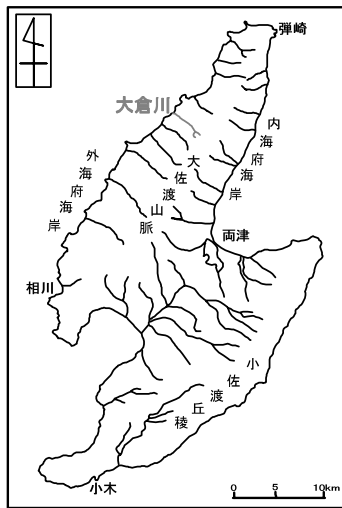 弾崎
大倉川
内海府海岸
外海府海岸
大佐渡山脈
両津
相川
小佐渡丘稜
小木
0 5 10km